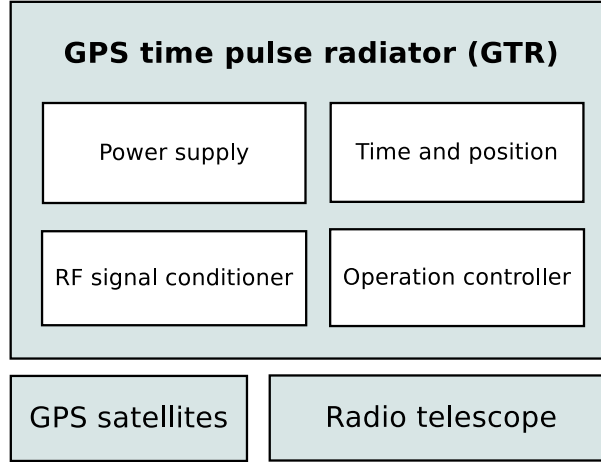 GPS time pulse radiator (GTR)
Power supply
Time and position
RF signal conditioner
Operation controller
GPS satellites
Radio telescope